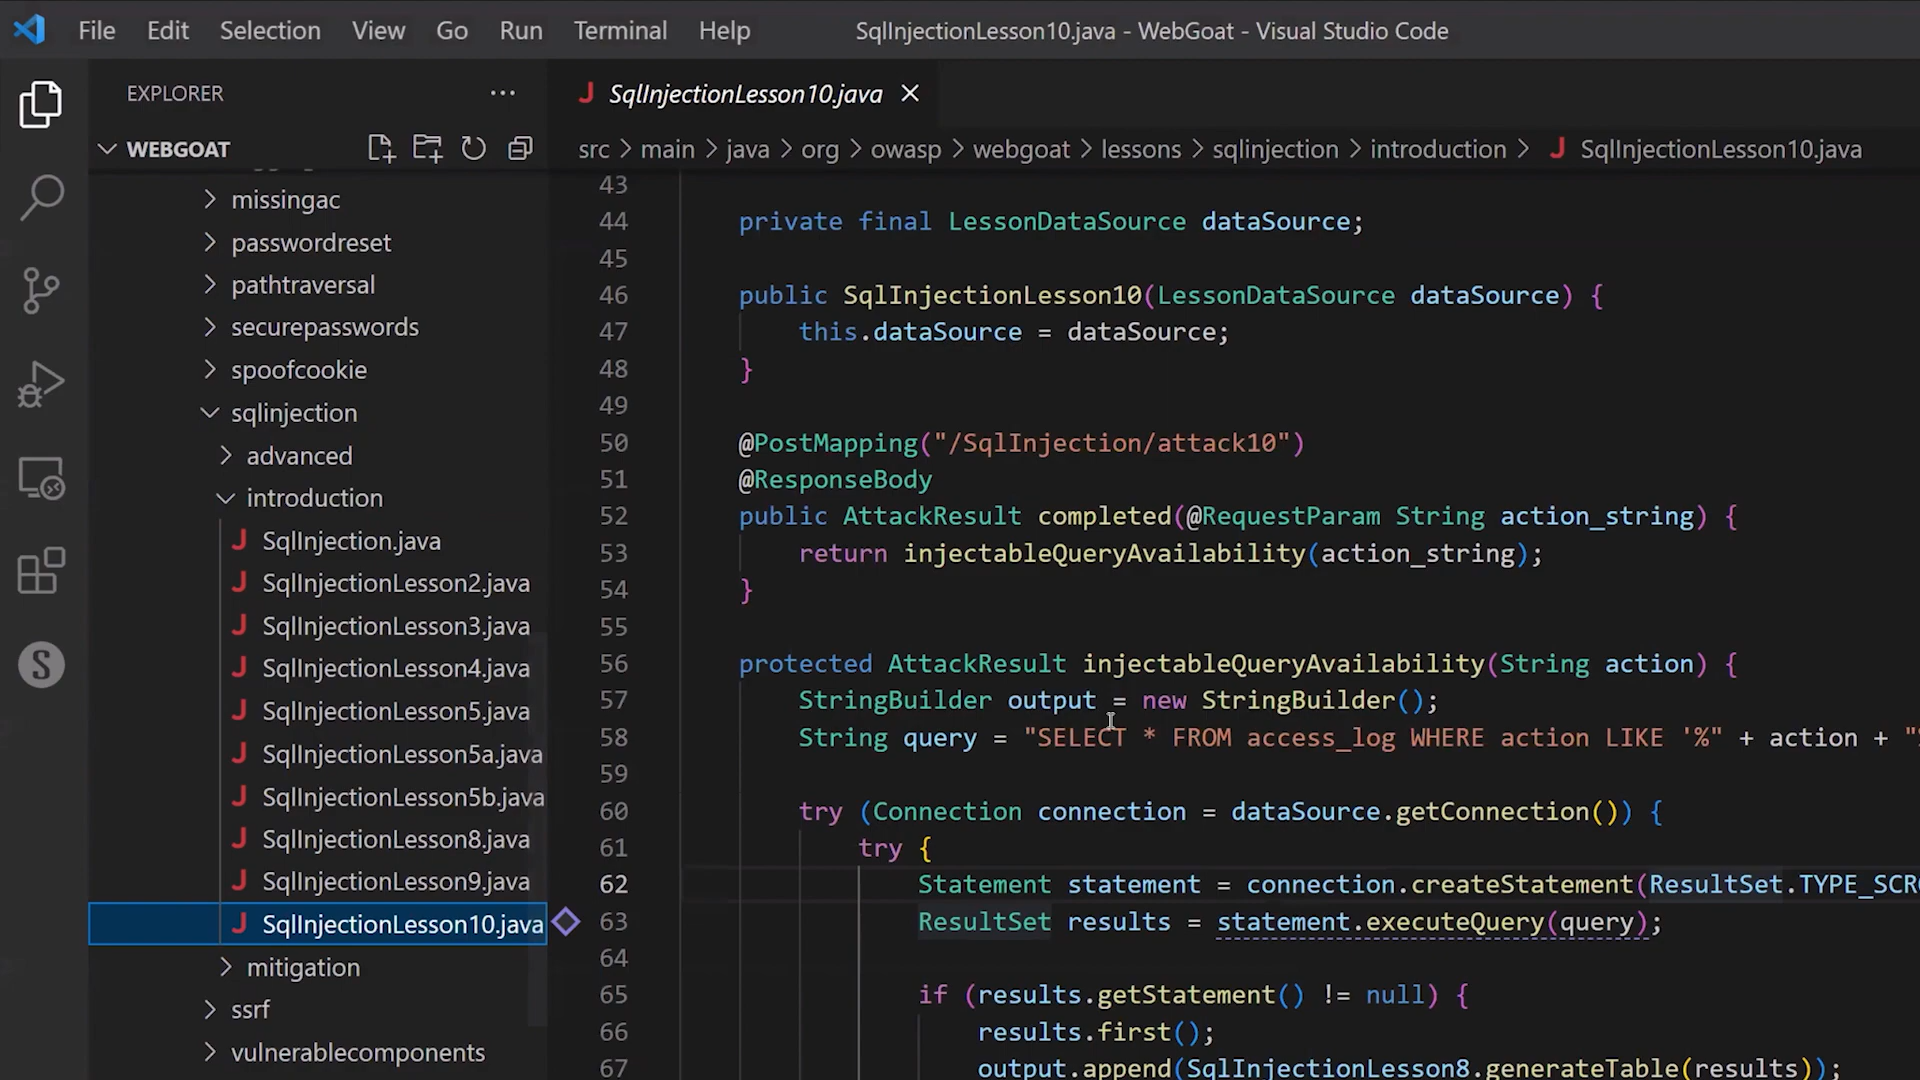 File Edit Selection View Go Run Terminal Help SqlInjectionLesson10.java - WebGoat - Visual Studio Code
EXPLORER
WEBGOAT
missingac
passwordreset
pathtraversal
securepasswords
spoofcookie
sqlinjection
advanced
introduction
J SqlInjection.java
J SqlInjectionLesson2.java
J SqlInjectionLesson3.java
J SqlInjectionLesson4.java
J SqlInjectionLesson5.java
J SqlInjectionLesson5a.java
J SqlInjectionLesson5b.java
J SqlInjectionLesson8.java
J SqlInjectionLesson9.java
J SqlInjectionLesson10.java
mitigation
ssrf
vulnerablecomponents
S
J SqlInjectionLesson10.java
src > main > java > org > owasp > webgoat > lessons > sqlinjection > introduction > J SqlInjectionLesson10.java
43
44 private final LessonDataSource dataSource;
45
46 public SqlInjectionLesson10(LessonDataSource dataSource) {
47 this.dataSource = dataSource;
48 }
49
50 @PostMapping("/SqlInjection/attack10")
51 @ResponseBody
52 public AttackResult completed(@RequestParam String action_string) {
53 return injectableQueryAvailability(action_string);
54 }
55
56 protected AttackResult injectableQueryAvailability(String action) {
57 StringBuilder output = new StringBuilder();
58 String query = "SELECT * FROM access_log WHERE action LIKE '%" + action + "
59
60 try (Connection connection = dataSource.getConnection()) {
61 try {
62 Statement statement = connection.createStatement(ResultSet.TYPE_SCR
63 ResultSet results = statement.executeQuery(query);
64
65 if (results.getStatement() != null) {
66 results.first();
67 output.append(SqlInjectionLesson8.generateTable(results));